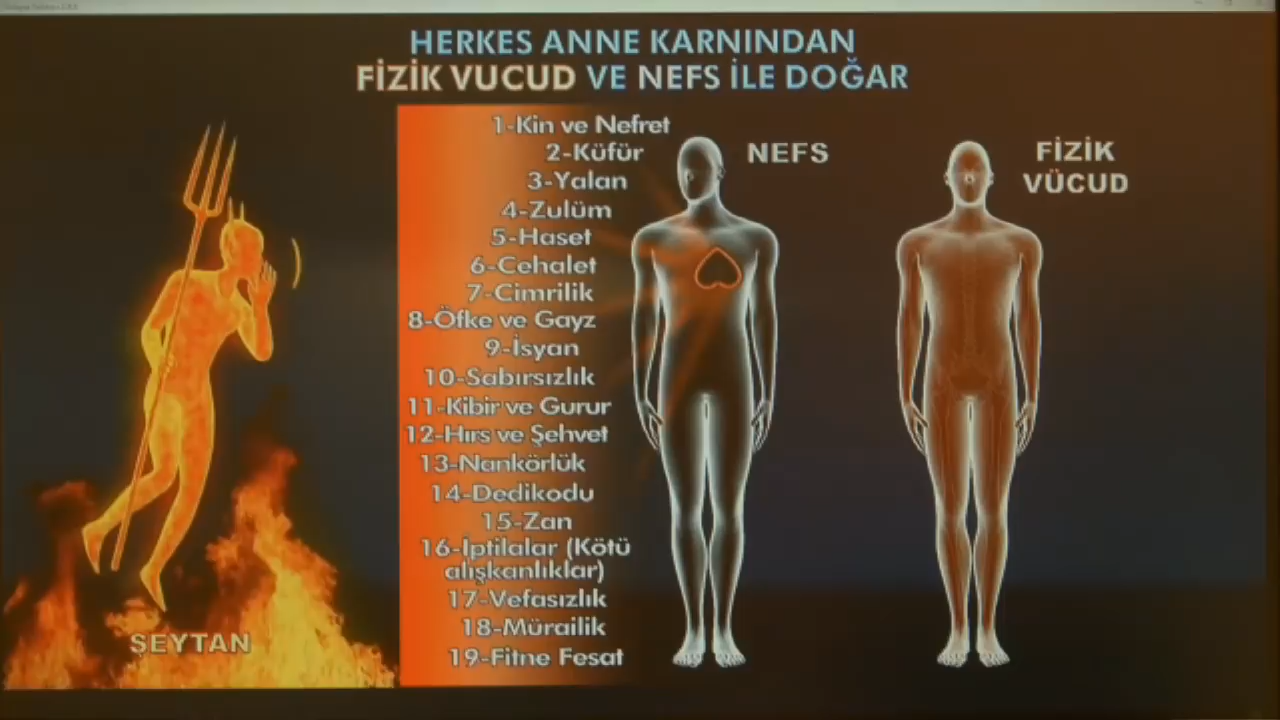 HERKES ANNE KARNINDAN
FİZİK VUCUD VE NEFS İLE DOĞAR
1-Kin ve Nefret
2-Küfür
3-Yalan
4-Zulüm
5-Haset
6-Cehalet
7-Cimrilik
8-Öfke ve Gayz
9-İsyan
10-Sabırsızlık
11-Kibir ve Gurur
12-Hırs ve Şehvet
13-Nankörlük
14-Dedikodu
15-Zan
16-İptilalar (Kötü
alışkanlıklar)
17-Vefasızlık
18-Mürailik
19-Fitne Fesat
NEFS
FİZİK
VÜCUD
ŞEYTAN